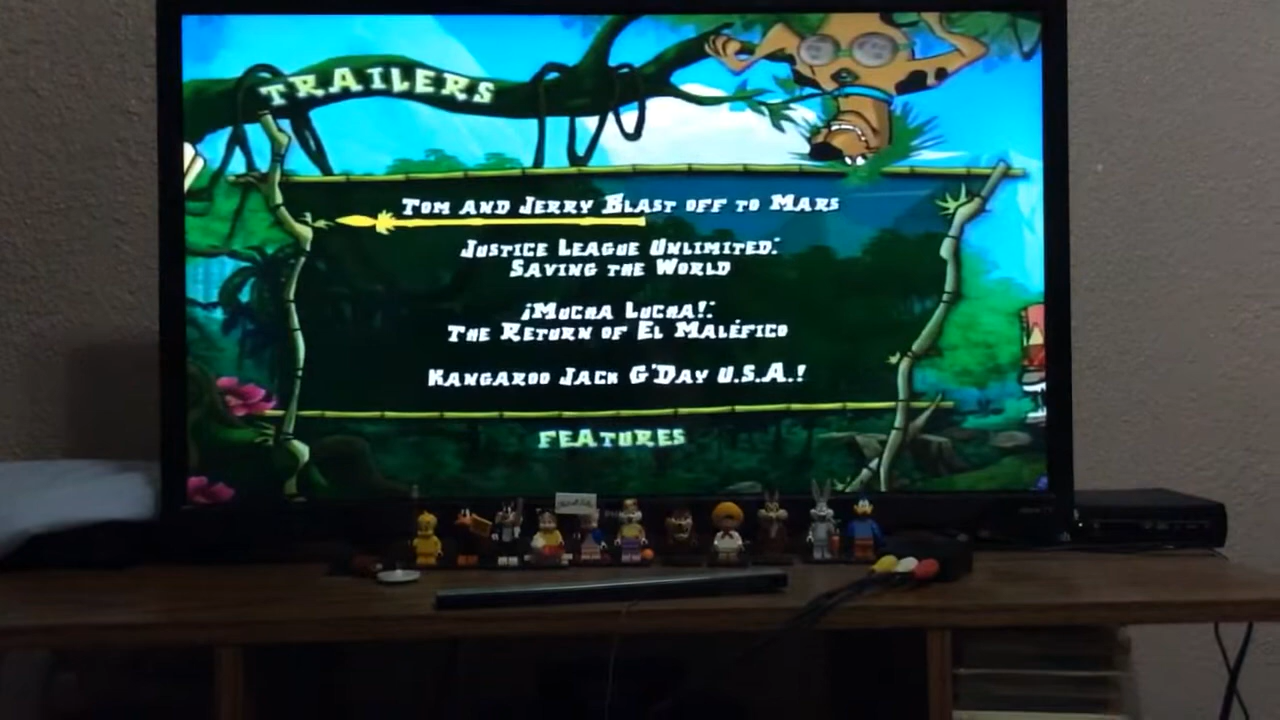 TRAILERS
TOM AND JERRY BLAST OFF TO MARS
JUSTICE LEAGUE UNLIMITED:
SAVING THE WORLD
¡MUCHA LUCHA!:
THE RETURN OF EL MALÉFICO
KANGAROO JACK G'DAY U.S.A.!
FEATURES